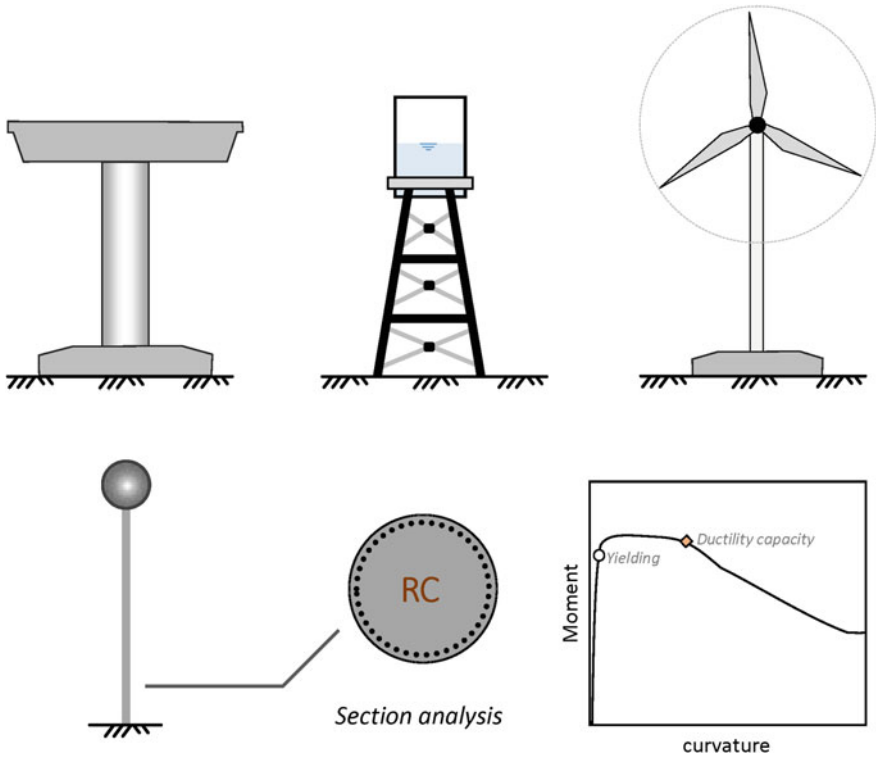 RC
Section analysis
Moment
Yielding
Ductility capacity
curvature